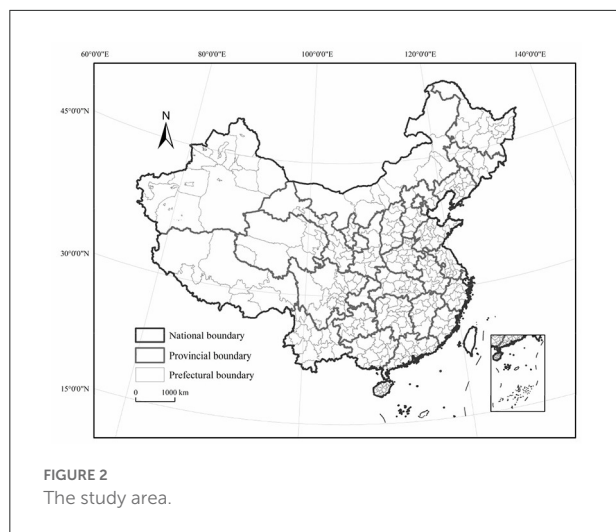 60°0'0"E
80°0'0"E
100°0'0"E
120°0'0"E
140°0'0"E
45°0'0"N
N
30°0'0"N
National boundary
Provincial boundary
Prefectural boundary
0 1000 km
15°0'0"N
FIGURE 2
The study area.